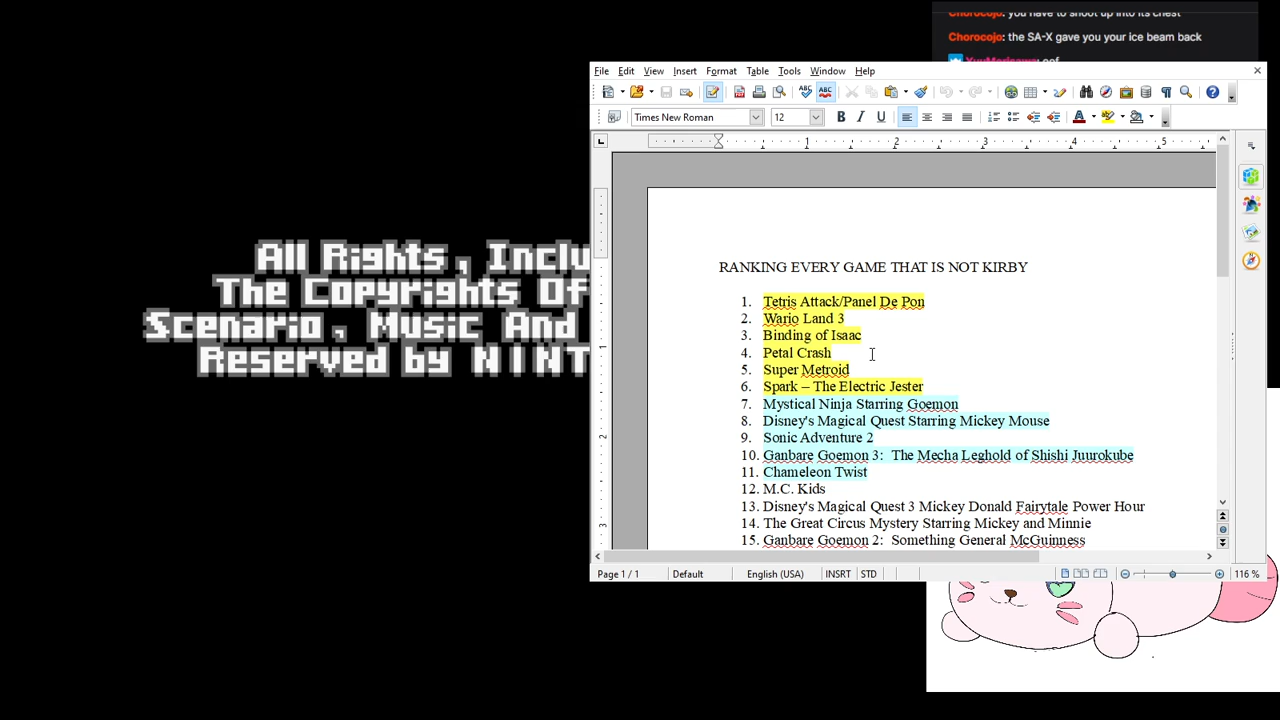 Chorocojo: you have to shoot up into its chest
Chorocojo: the SA-X gave you your ice beam back
YuuMorisawa: oof
All Rights, Inclu
The Copyrights Of
Scenario, Music And
Reserved by NINT
File Edit View Insert Format Table Tools Window Help
Times New Roman 12
1 2 3 4 5
RANKING EVERY GAME THAT IS NOT KIRBY
1. Tetris Attack/Panel De Pon
2. Wario Land 3
3. Binding of Isaac
4. Petal Crash
5. Super Metroid
6. Spark – The Electric Jester
7. Mystical Ninja Starring Goemon
8. Disney's Magical Quest Starring Mickey Mouse
9. Sonic Adventure 2
10. Ganbare Goemon 3: The Mecha Leghold of Shishi Juurokube
11. Chameleon Twist
12. M.C. Kids
13. Disney's Magical Quest 3 Mickey Donald Fairytale Power Hour
14. The Great Circus Mystery Starring Mickey and Minnie
15. Ganbare Goemon 2: Something General McGuinness
Page 1 / 1 Default English (USA) INSRT STD 116 %